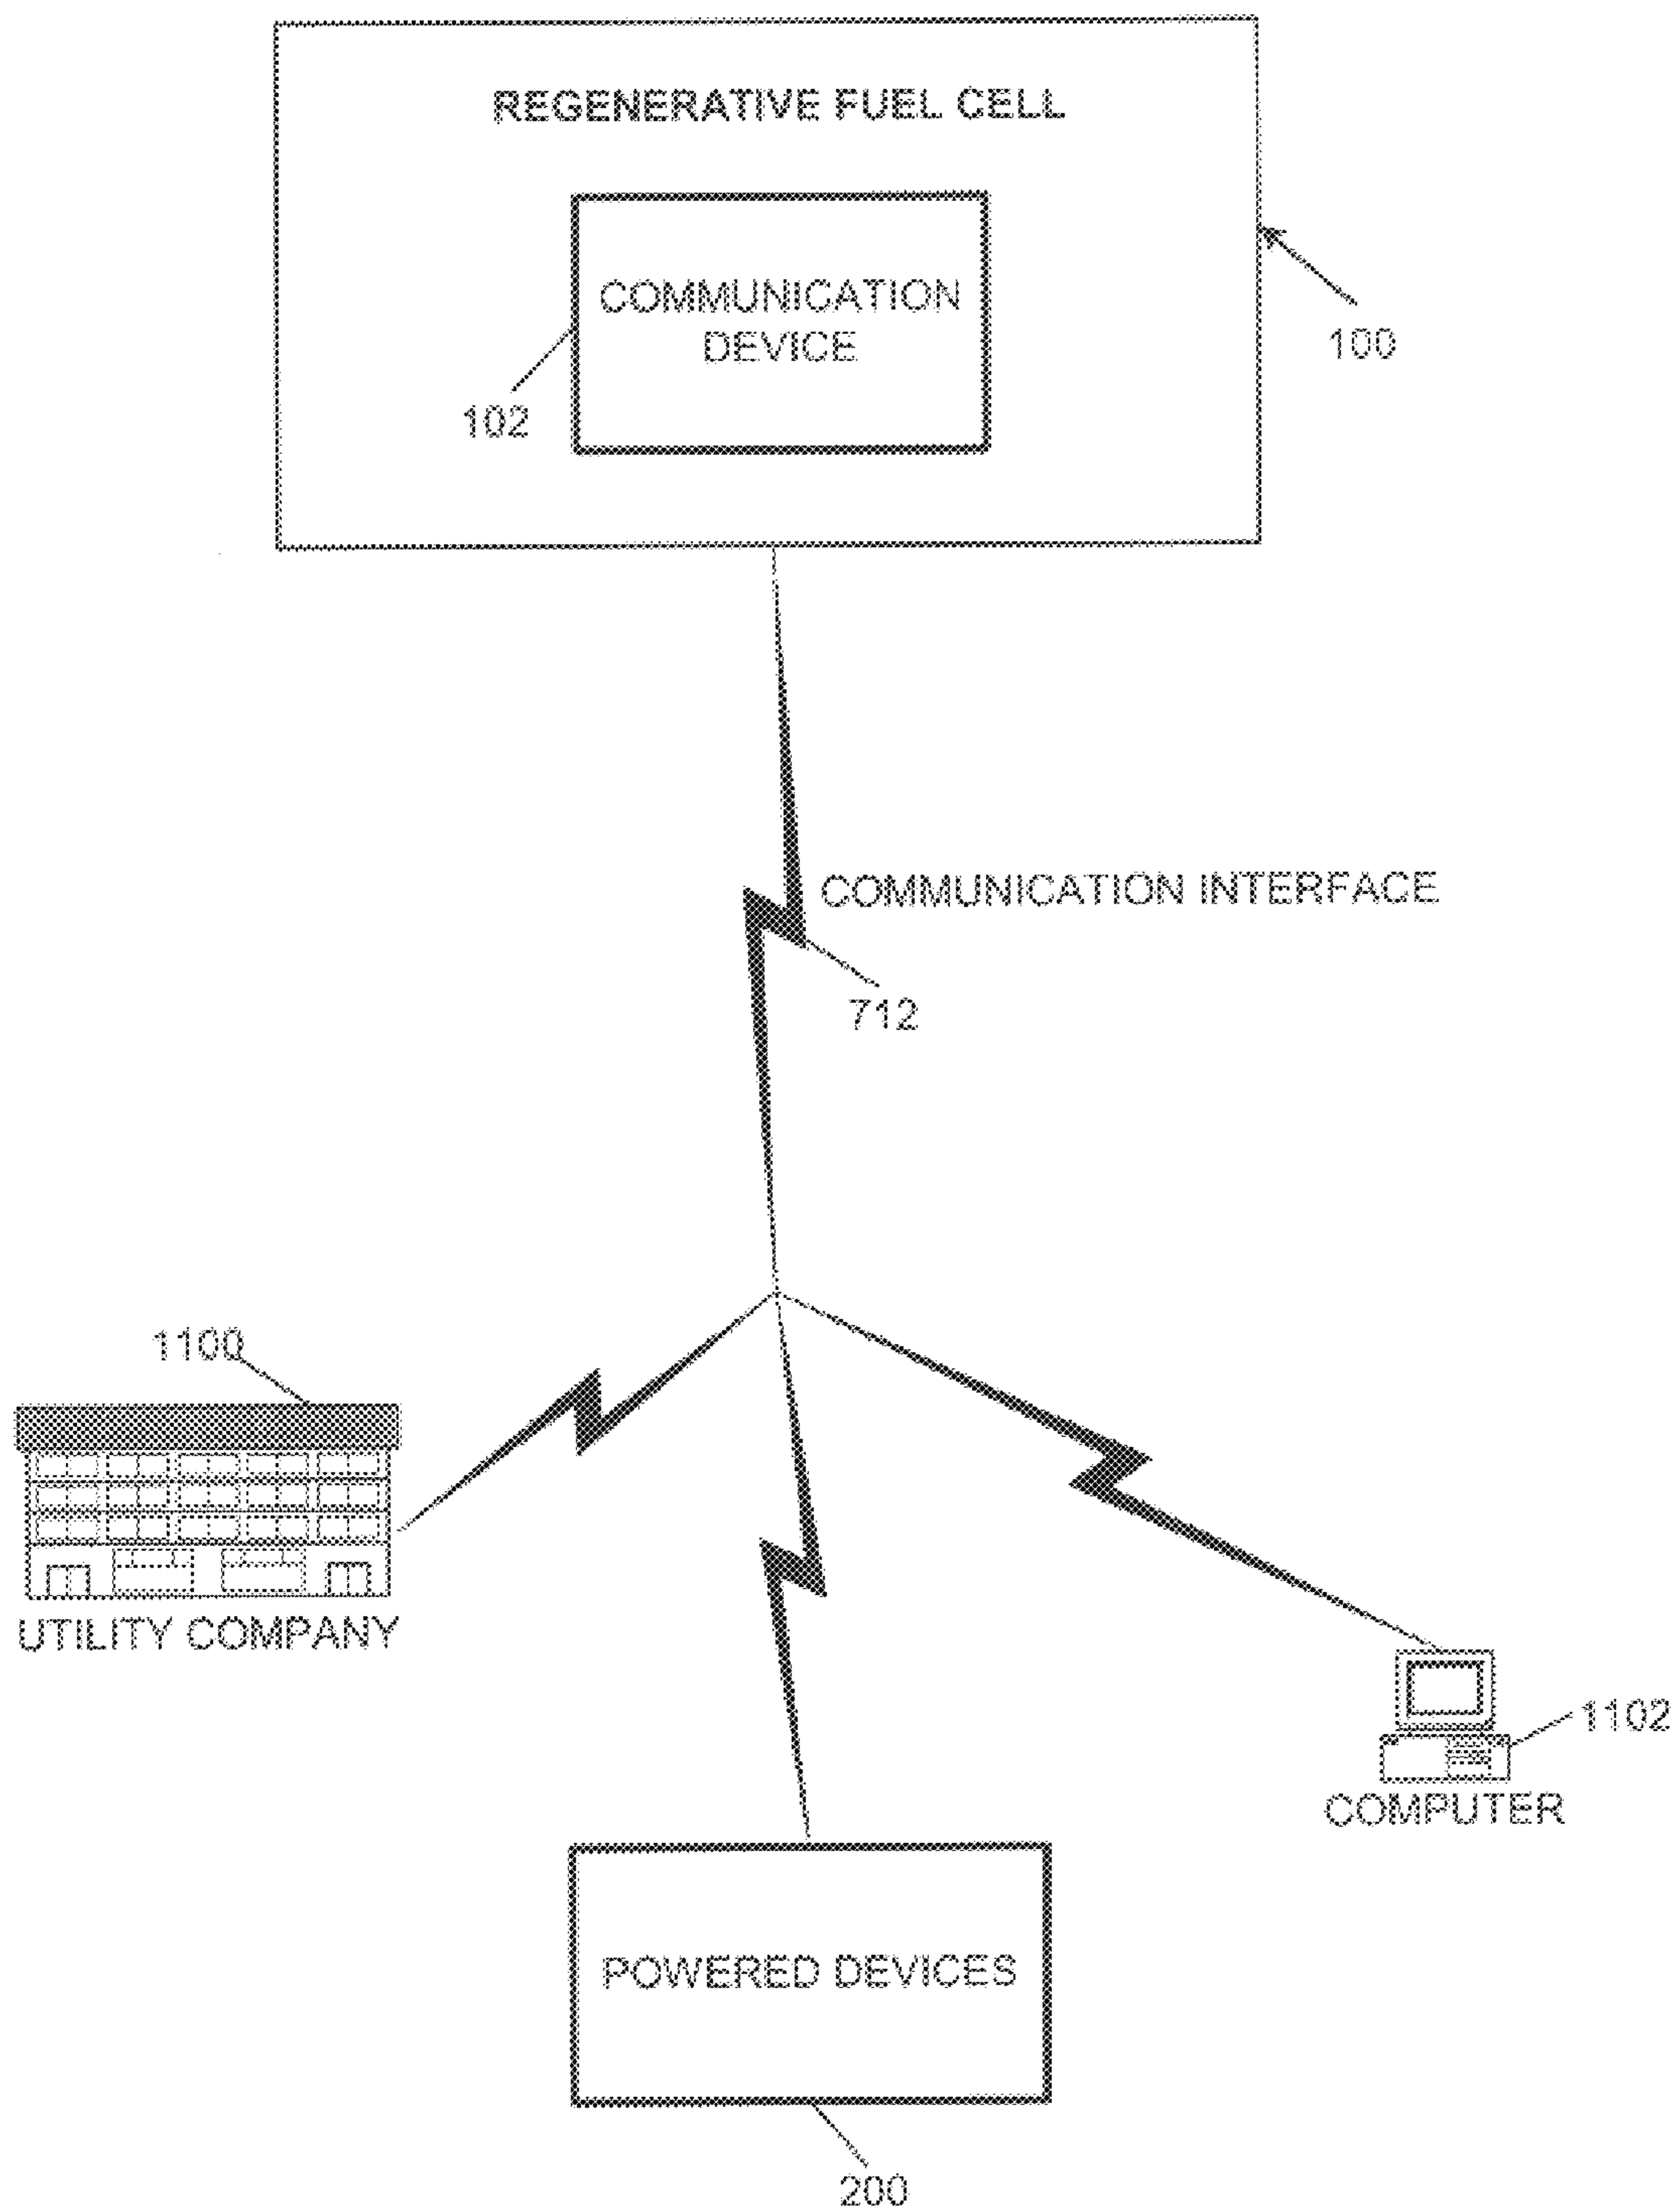 REGENERATIVE FUEL CELL
COMMUNICATION
DEVICE
100
102
COMMUNICATION INTERFACE
712
1100
UTILITY COMPANY
1102
COMPUTER
POWERED DEVICES
200